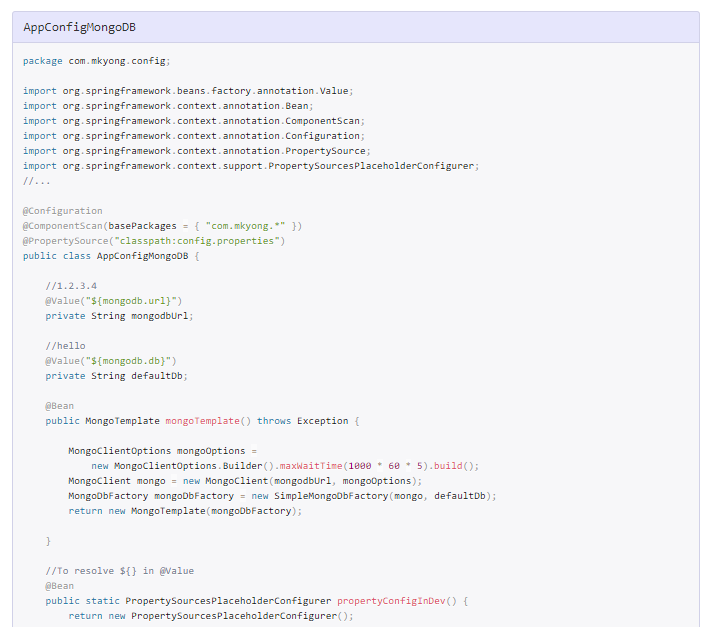 AppConfigMongoDB
package com.mkyong.config;
import org.springframework.beans.factory.annotation.Value;
import org.springframework.context.annotation.Bean;
import org.springframework.context.annotation.ComponentScan;
import org.springframework.context.annotation.Configuration;
import org.springframework.context.annotation.PropertySource;
import org.springframework.context.support.PropertySourcesPlaceholderConfigurer;
//...
@Configuration
@ComponentScan(basePackages = { "com.mkyong.*" })
@PropertySource("classpath:config.properties")
public class AppConfigMongoDB {
//1.2.3.4
@Value("${mongodb.url}")
private String mongodbUrl;
//hello
@Value("${mongodb.db}")
private String defaultDb;
@Bean
public MongoTemplate mongoTemplate() throws Exception {
MongoClientOptions mongoOptions =
new MongoClientOptions.Builder().maxWaitTime(1000 * 60 * 5).build();
MongoClient mongo = new MongoClient(mongodbUrl, mongoOptions);
MongoDbFactory mongoDbFactory = new SimpleMongoDbFactory(mongo, defaultDb);
return new MongoTemplate(mongoDbFactory);
}
//To resolve ${} in @Value
@Bean
public static PropertySourcesPlaceholderConfigurer propertyConfigInDev() {
return new PropertySourcesPlaceholderConfigurer();